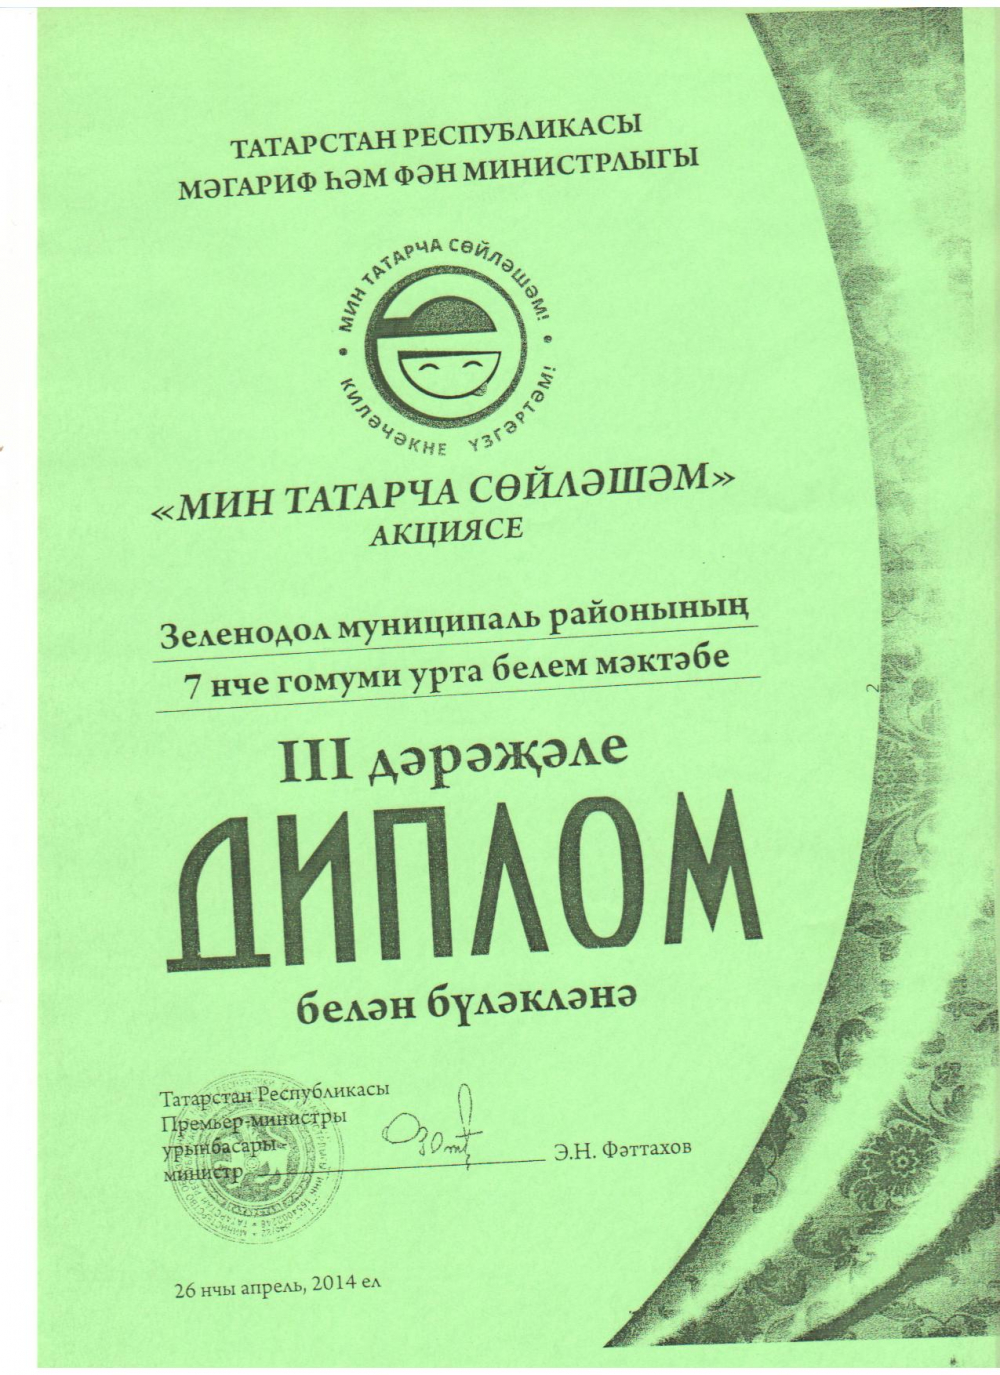 ТАТАРСТАН РЕСПУБЛИКАСЫ
МӘГАРИФ ҺӘМ ФӘН МИНИСТРЛЫГЫ
• МИН ТАТАРЧА СӨЙЛӘШӘМ! •
КИЛӘЧӘКНЕ ҮЗГӘРТӘМ!
«МИН ТАТАРЧА СӨЙЛӘШӘМ»
АКЦИЯСЕ
Зеленодол муниципаль районының
7 нче гомуми урта белем мәктәбе
III дәрәҗәле
ДИПЛОМ
белән бүләкләнә
Татарстан Республикасы
Премьер-министры
урынбасары-
министр
Э.Н. Фәттахов
26 нчы апрель, 2014 ел